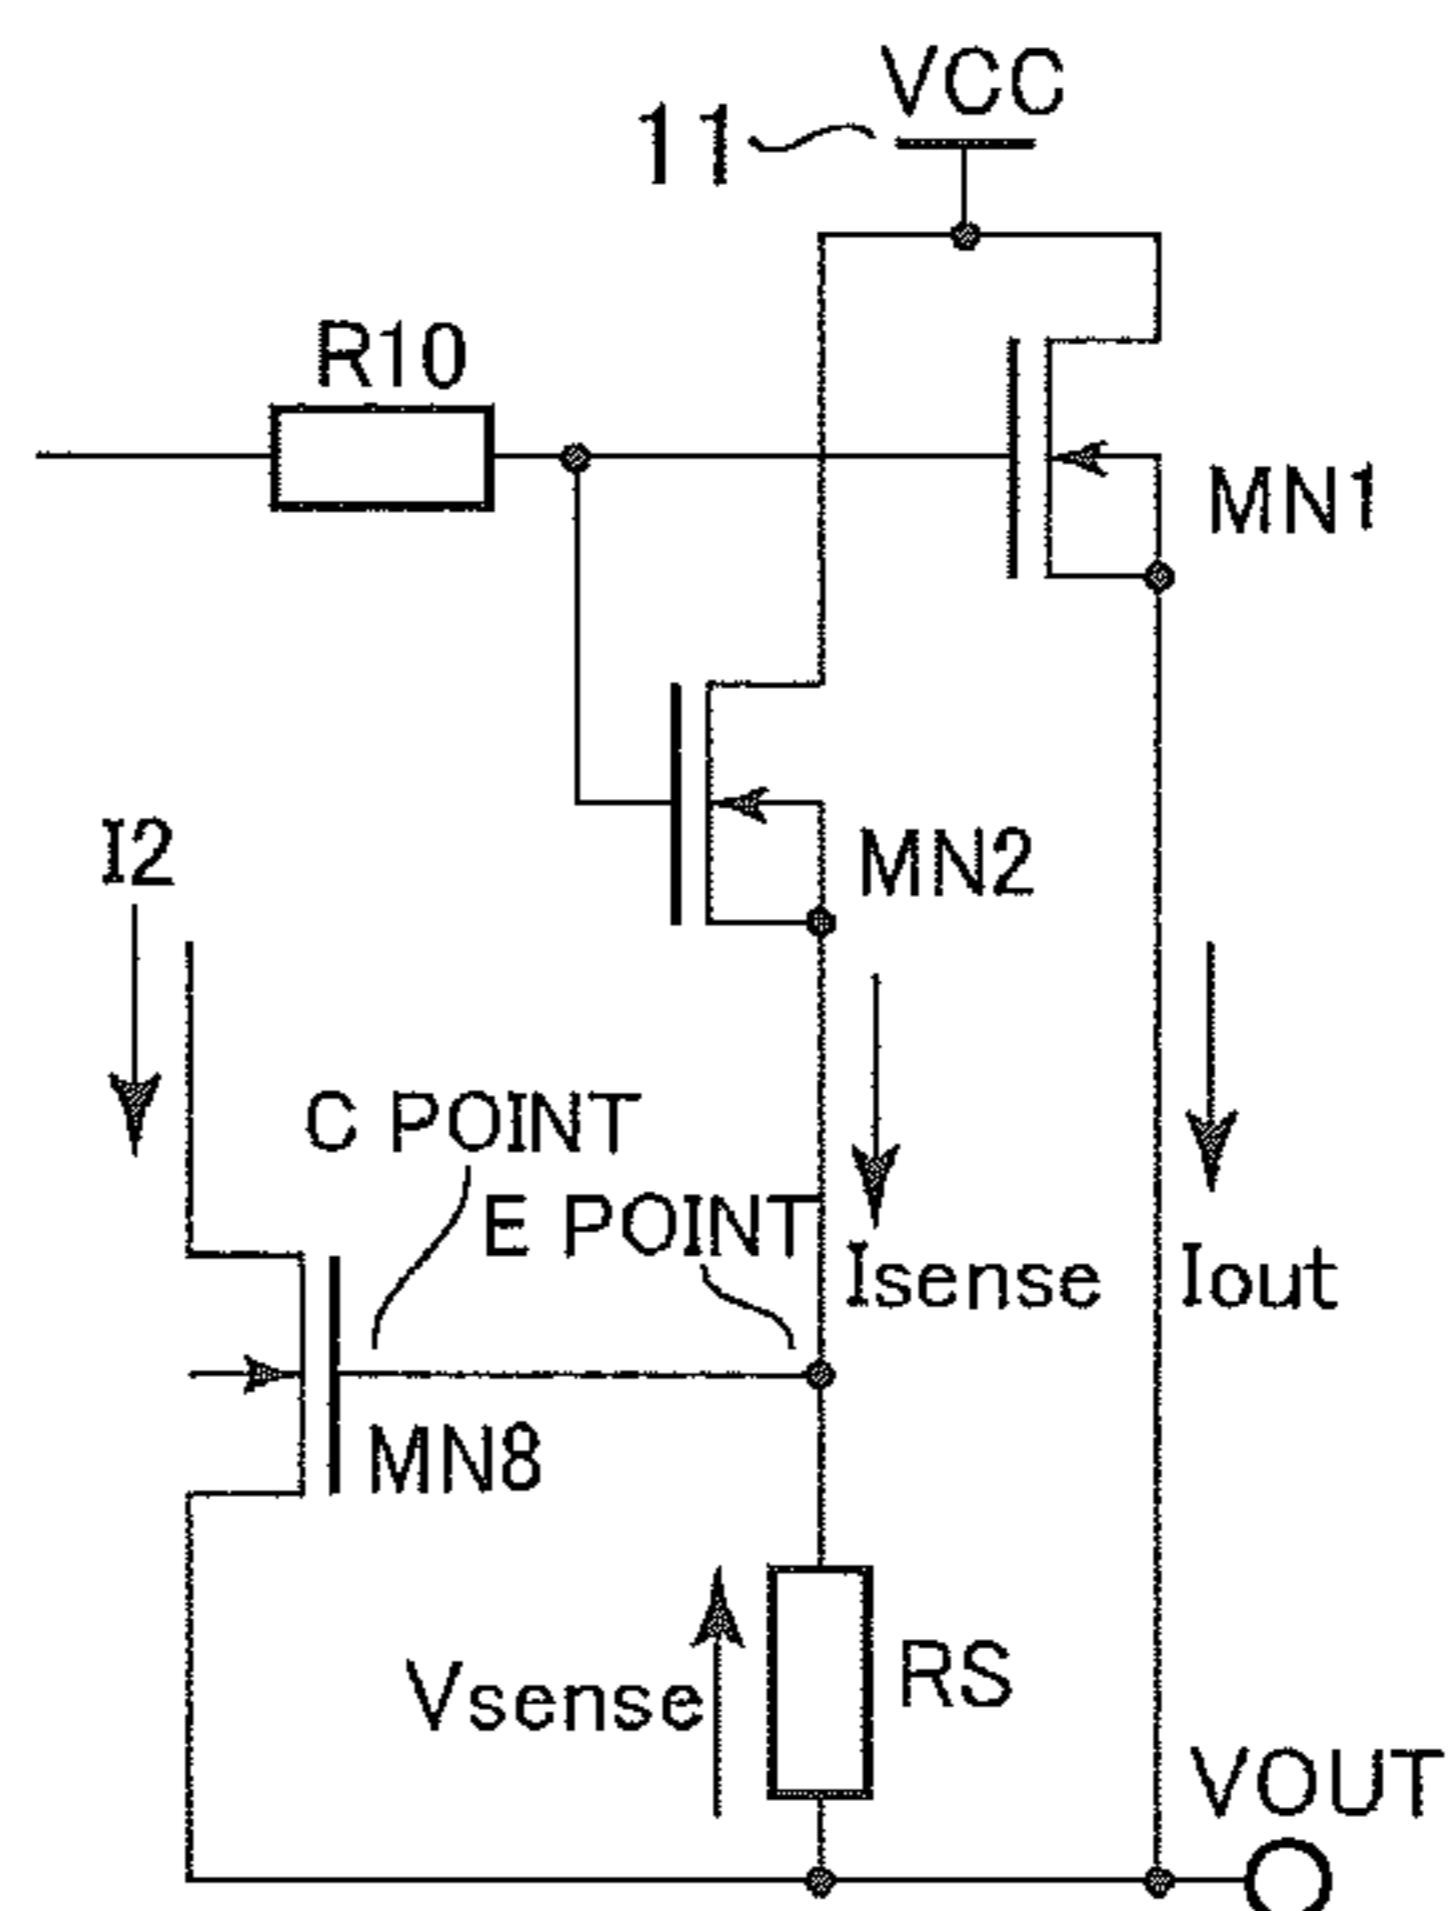 VCC
11
R10
MN1
MN2
I2
C POINT
E POINT
Isense
Iout
MN8
Vsense
RS
VOUT